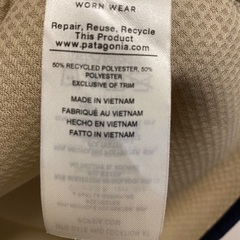 WORN WEAR
Repair, Reuse, Recycle
This Product
www.patagonia.com
50% RECYCLED POLYESTER, 50%
POLYESTER
EXCLUSIVE OF TRIM
MADE IN VIETNAM
FABRIQUÉ AU VIETNAM
HECHO EN VIETNAM
FATTO IN VIETNAM